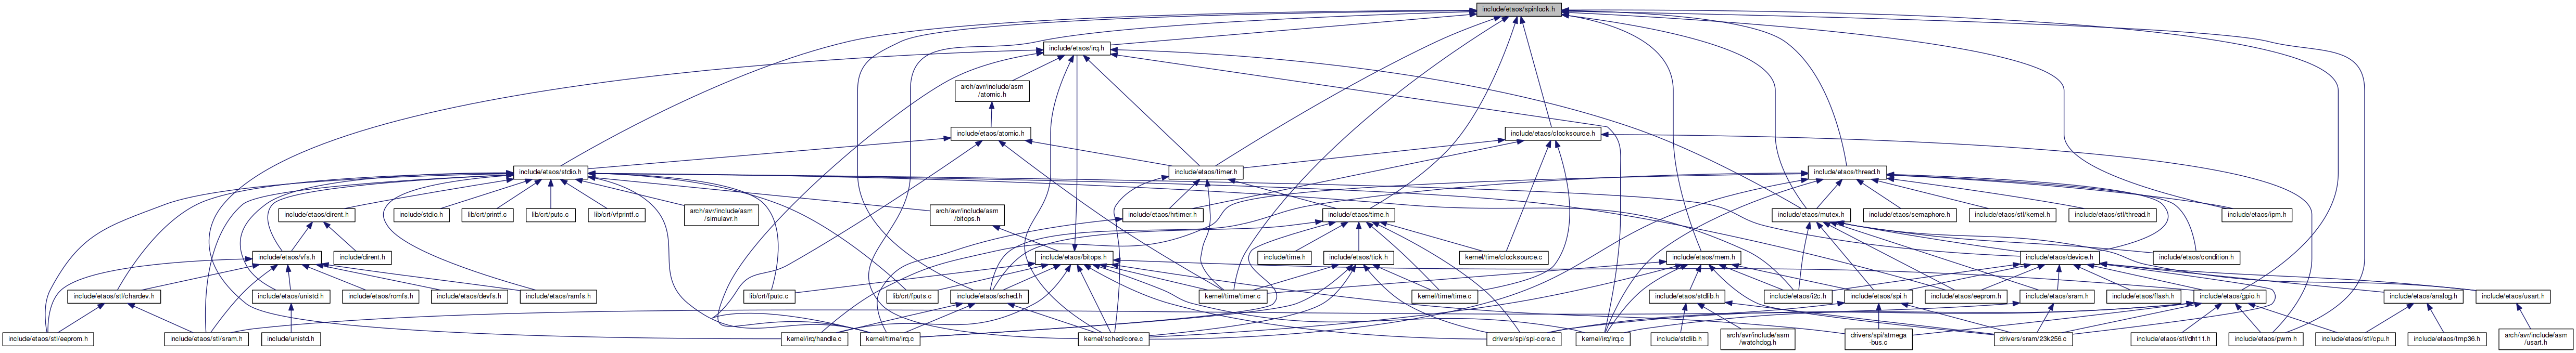 include/etaos/spinlock.h
include/etaos/irq.h
arch/avr/include/asm
/atomic.h
include/etaos/atomic.h
include/etaos/clocksource.h
include/etaos/stdio.h
include/etaos/timer.h
include/etaos/thread.h
include/etaos/dirent.h
include/stdio.h
lib/crt/printf.c
lib/crt/putc.c
lib/crt/vfprintf.c
arch/avr/include/asm
/simulavr.h
arch/avr/include/asm
/bitops.h
include/etaos/hrtimer.h
include/etaos/time.h
include/etaos/mutex.h
include/etaos/semaphore.h
include/etaos/stl/kernel.h
include/etaos/stl/thread.h
include/etaos/ipm.h
include/etaos/vfs.h
include/dirent.h
include/etaos/bitops.h
include/time.h
include/etaos/tick.h
kernel/time/clocksource.c
include/etaos/mem.h
include/etaos/device.h
include/etaos/condition.h
include/etaos/stl/chardev.h
include/etaos/unistd.h
include/etaos/romfs.h
include/etaos/devfs.h
include/etaos/ramfs.h
lib/crt/fputc.c
lib/crt/fputs.c
include/etaos/sched.h
kernel/time/timer.c
kernel/time/time.c
include/etaos/stdlib.h
include/etaos/i2c.h
include/etaos/spi.h
include/etaos/eeprom.h
include/etaos/sram.h
include/etaos/flash.h
include/etaos/gpio.h
include/etaos/analog.h
include/etaos/usart.h
include/etaos/stl/eeprom.h
include/etaos/stl/sram.h
include/unistd.h
kernel/irq/handle.c
kernel/time/irq.c
kernel/sched/core.c
drivers/spi/spi-core.c
kernel/irq/irq.c
include/stdlib.h
arch/avr/include/asm
/watchdog.h
drivers/spi/atmega
-bus.c
drivers/sram/23k256.c
include/etaos/stl/dht11.h
include/etaos/pwm.h
include/etaos/stl/cpu.h
include/etaos/tmp36.h
arch/avr/include/asm
/usart.h